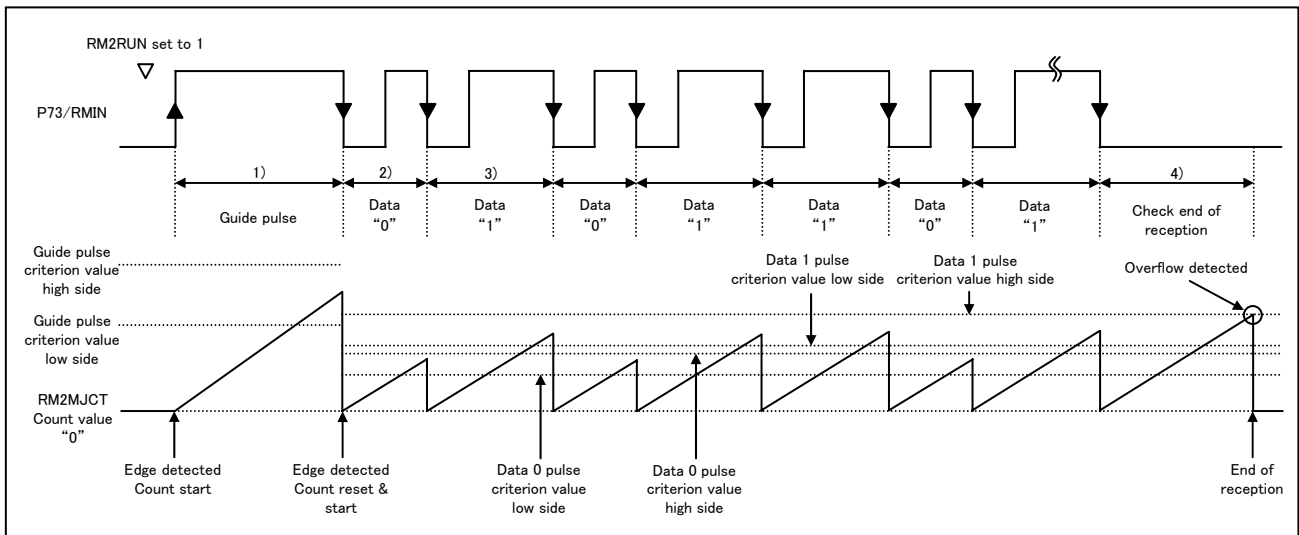 RM2RUN set to 1
P73/RMIN
1)
2)
3)
4)
Guide pulse
Data
“0”
Data
“1”
Data
“0”
Data
“1”
Data
“1”
Data
“0”
Data
“1”
Check end of
reception
Guide pulse
criterion value
high side
Data 1 pulse
criterion value low side
Data 1 pulse
criterion value high side
Overflow detected
Guide pulse
criterion value
low side
RM2MJCT
Count value
“0”
Edge detected
Count start
Edge detected
Count reset &
start
Data 0 pulse
criterion value
low side
Data 0 pulse
criterion value
high side
End of
reception